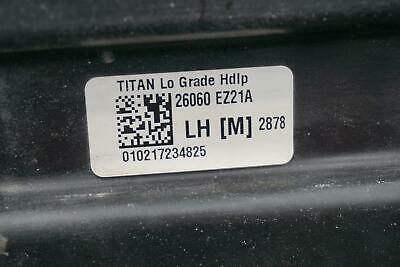 TITAN Lo Grade Hdlp
26060 EZ21A
LH [M] 2878
010217234825